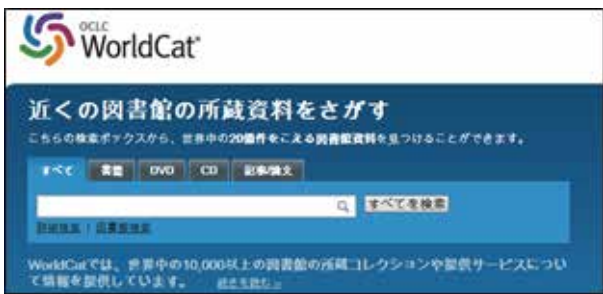 OCLC
WorldCat®
近くの図書館の所蔵資料をさがす
こちらの検索ボックスから、世界中の20億件をこえる図書館資料を見つけることができます。
すべて 書籍 DVD CD 記事/論文
すべてを検索
詳細検索 | 図書館検索
WorldCatでは、世界中の10,000以上の図書館の所蔵コレクションや提供サービスについ
て情報を提供しています。 続きを読む »